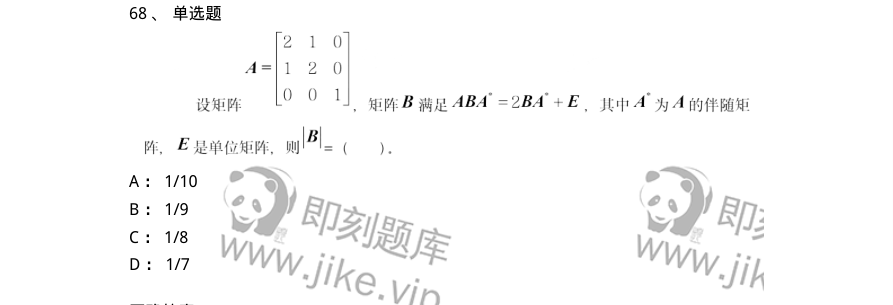 68 、 单选题
设矩阵 A = [2 1 0
1 2 0
0 0 1] ，矩阵 B 满足 ABA* = 2BA* + E ，其中 A* 为 A 的伴随矩
阵，E 是单位矩阵，则 |B| = （ ）。
A ： 1/10
B ： 1/9
C ： 1/8
D ： 1/7
即刻题库
www.jike.vip
即刻
www.jik